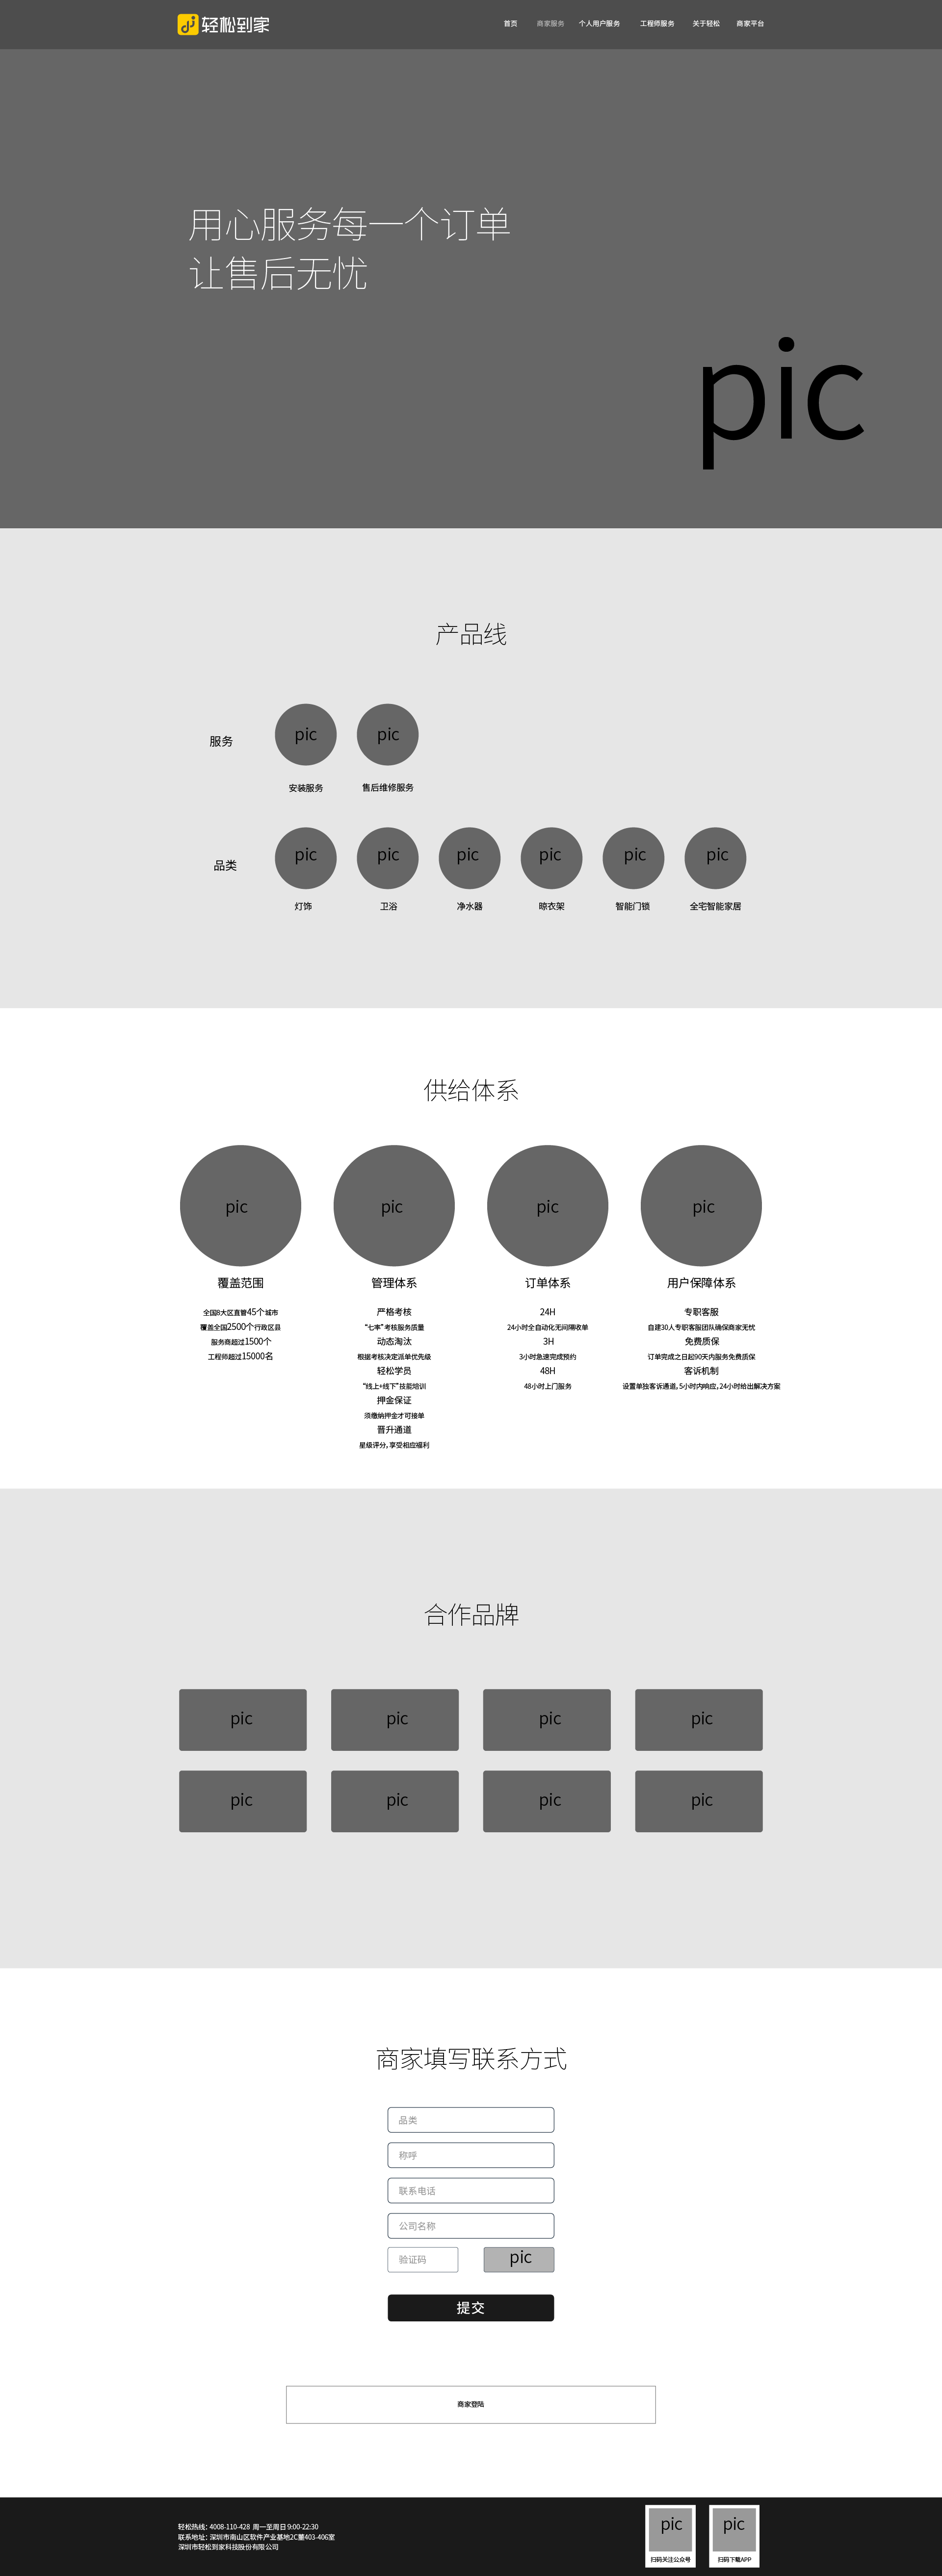 轻松到家
首页 商家服务 个人用户服务 工程师服务 关于轻松 商家平台
用心服务每一个订单
让售后无忧
pic
产品线
服务
pic pic
安装服务 售后维修服务
品类
pic pic pic pic pic pic
灯饰 卫浴 净水器 晾衣架 智能门锁 全宅智能家居
供给体系
pic pic pic pic
覆盖范围
全国8大区直管45个城市
覆盖全国2500个行政区县
服务商超过1500个
工程师超过15000名
管理体系
严格考核
“七率”考核服务质量
动态淘汰
根据考核决定派单优先级
轻松学员
“线上+线下”技能培训
押金保证
须缴纳押金才可接单
晋升通道
星级评分，享受相应福利
订单体系
24H
24小时全自动化无间隔收单
3H
3小时急速完成预约
48H
48小时上门服务
用户保障体系
专职客服
自建30人专职客服团队确保商家无忧
免费质保
订单完成之日起90天内服务免费质保
客诉机制
设置单独客诉通道，5小时内响应，24小时给出解决方案
合作品牌
pic pic pic pic
pic pic pic pic
商家填写联系方式
品类
称呼
联系电话
公司名称
验证码 pic
提交
商家登陆
轻松热线：4008-110-428 周一至周日 9:00-22:30
联系地址：深圳市南山区软件产业基地2C董403-406室
深圳市轻松到家科技股份有限公司
pic pic
扫码关注公众号 扫码下载APP